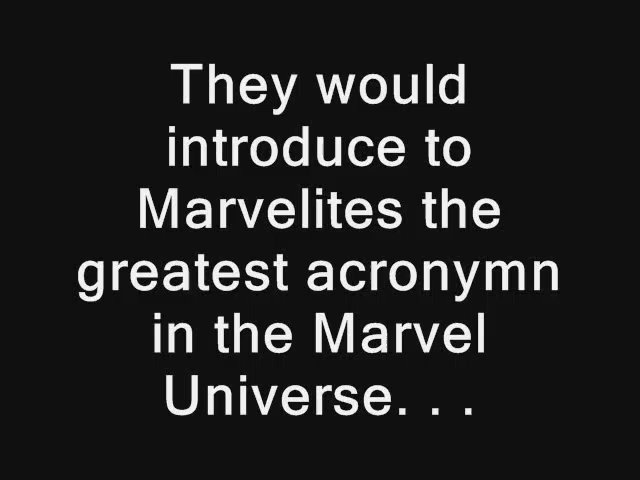 They would
introduce to
Marvelites the
greatest acronymn
in the Marvel
Universe. . .